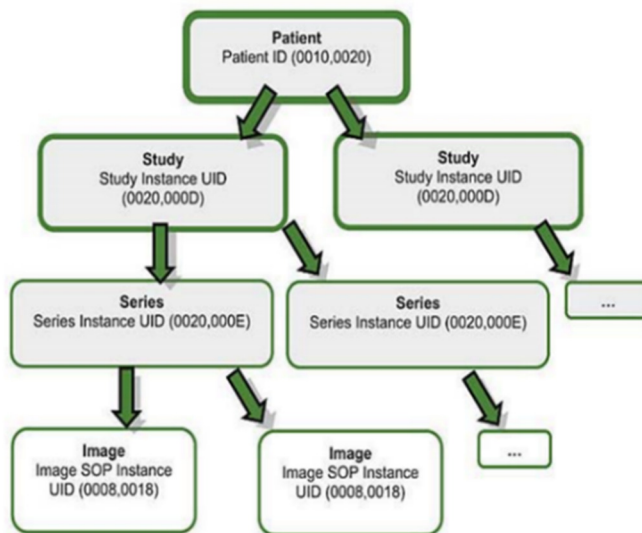 Patient
Patient ID (0010,0020)
Study
Study Instance UID
(0020,000D)
Study
Study Instance UID
(0020,000D)
Series
Series Instance UID (0020,000E)
Series
Series Instance UID (0020,000E)
...
Image
Image SOP Instance
UID (0008,0018)
Image
Image SOP Instance
UID (0008,0018)
...